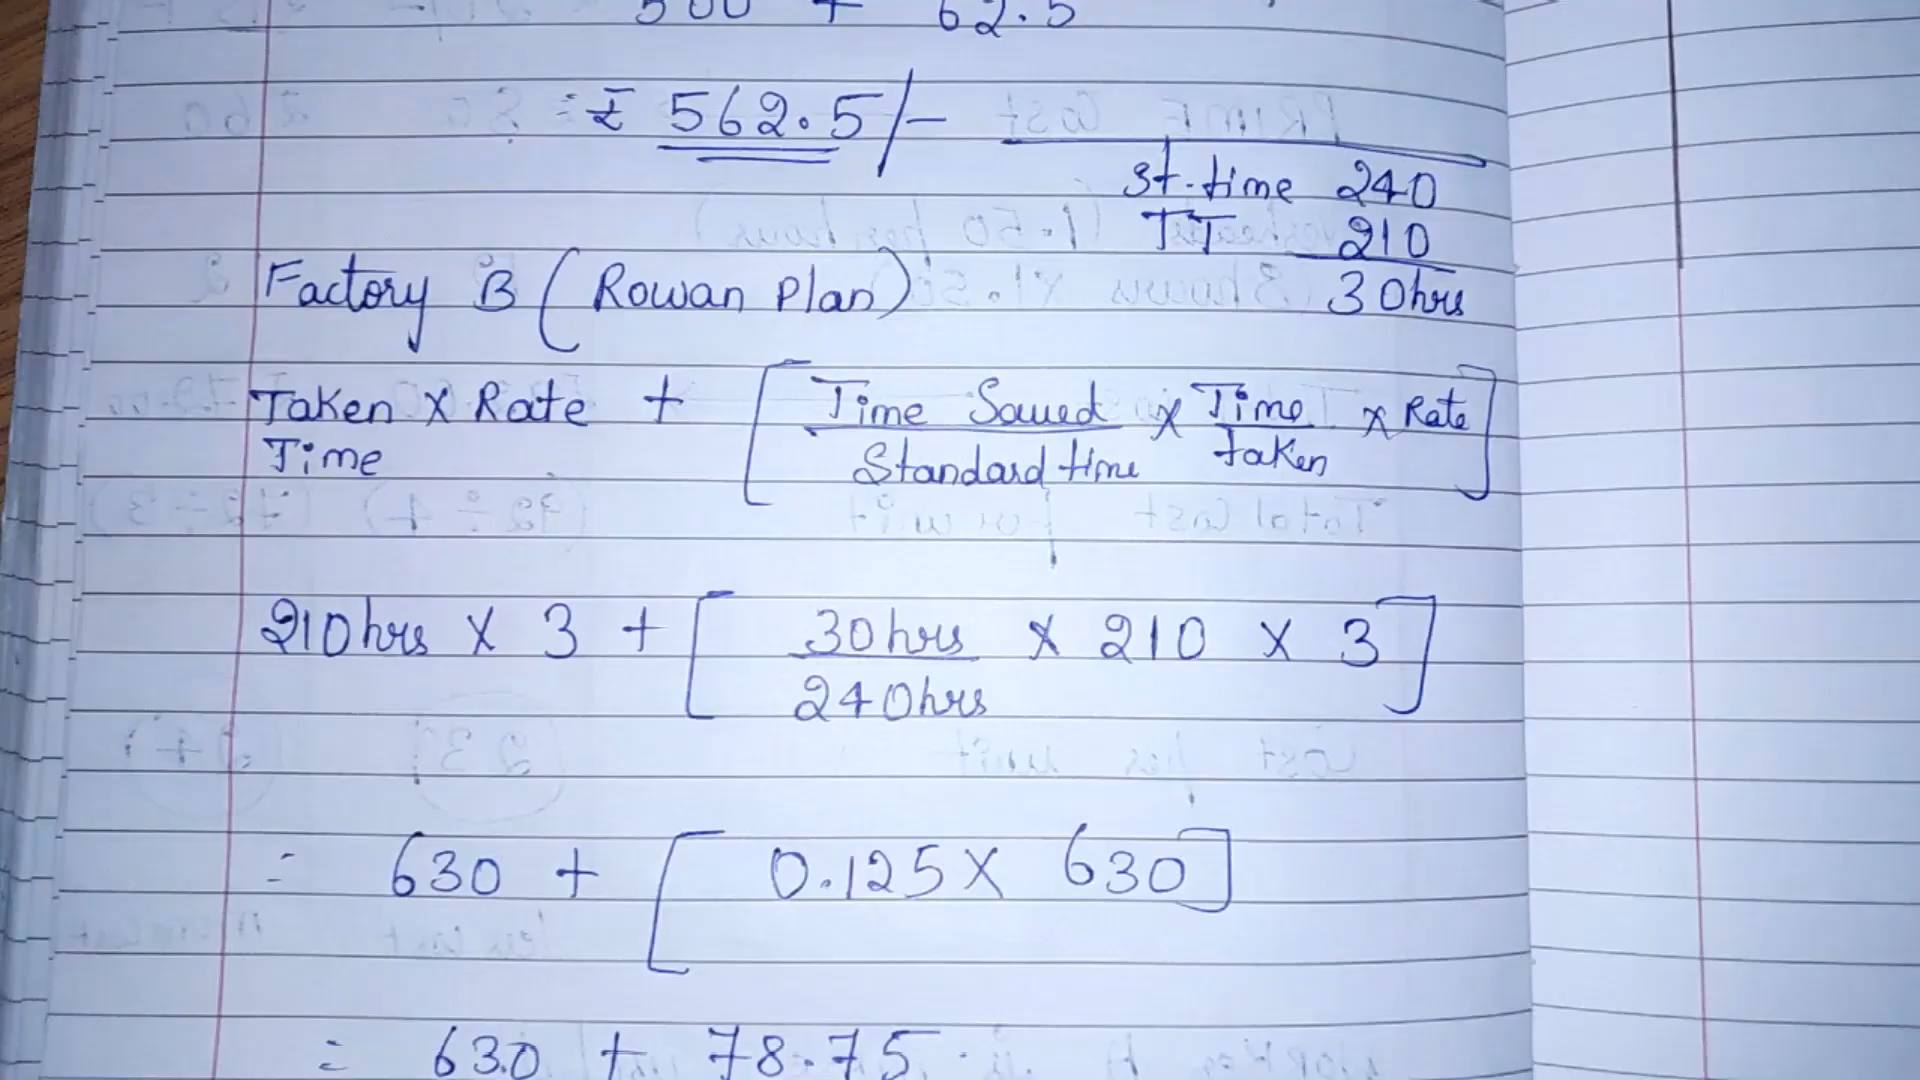 500 + 62.5
= ₹ 562.5/-
st. time 240
TT 210
30hrs
Factory B (Rowan Plan)
Taken X Rate + [Time Saved x Time x Rate]
Time Standard time taken
210hrs X 3 + [30hrs x 210 x 3]
240hrs
= 630 + [0.125 X 630]
= 630 + 78.75